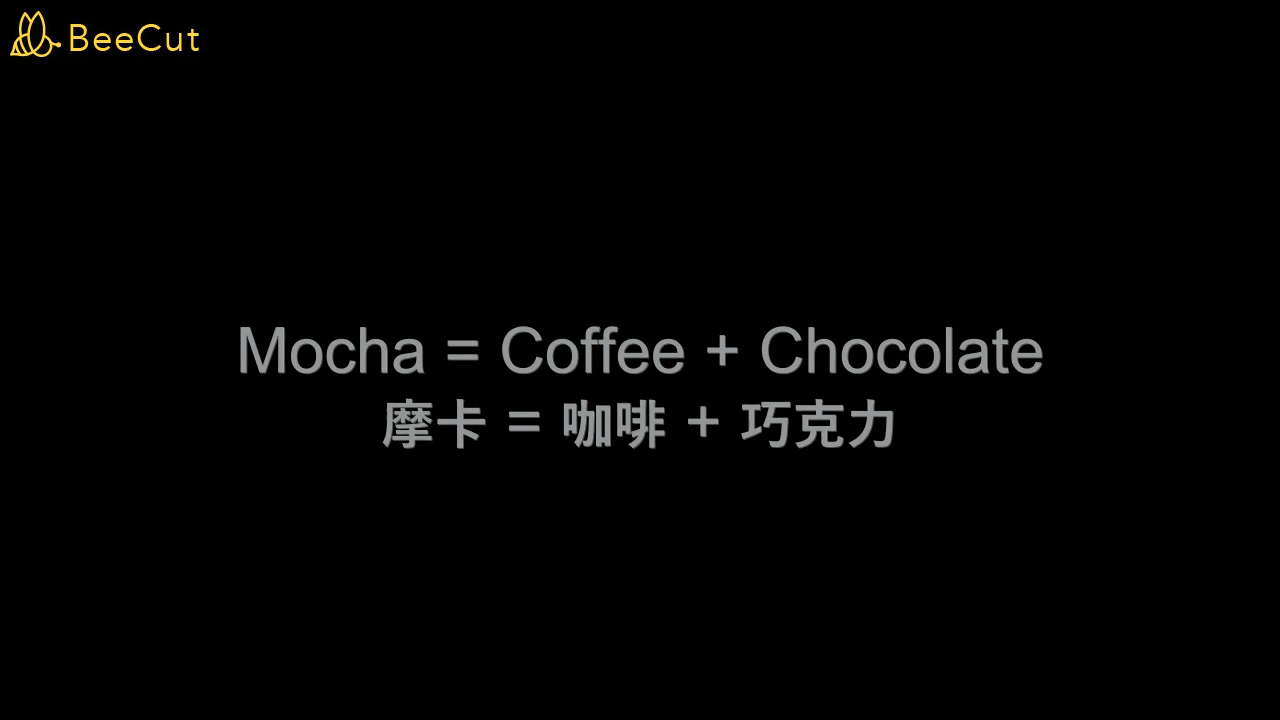 BeeCut
Mocha = Coffee + Chocolate
摩卡 = 咖啡 + 巧克力